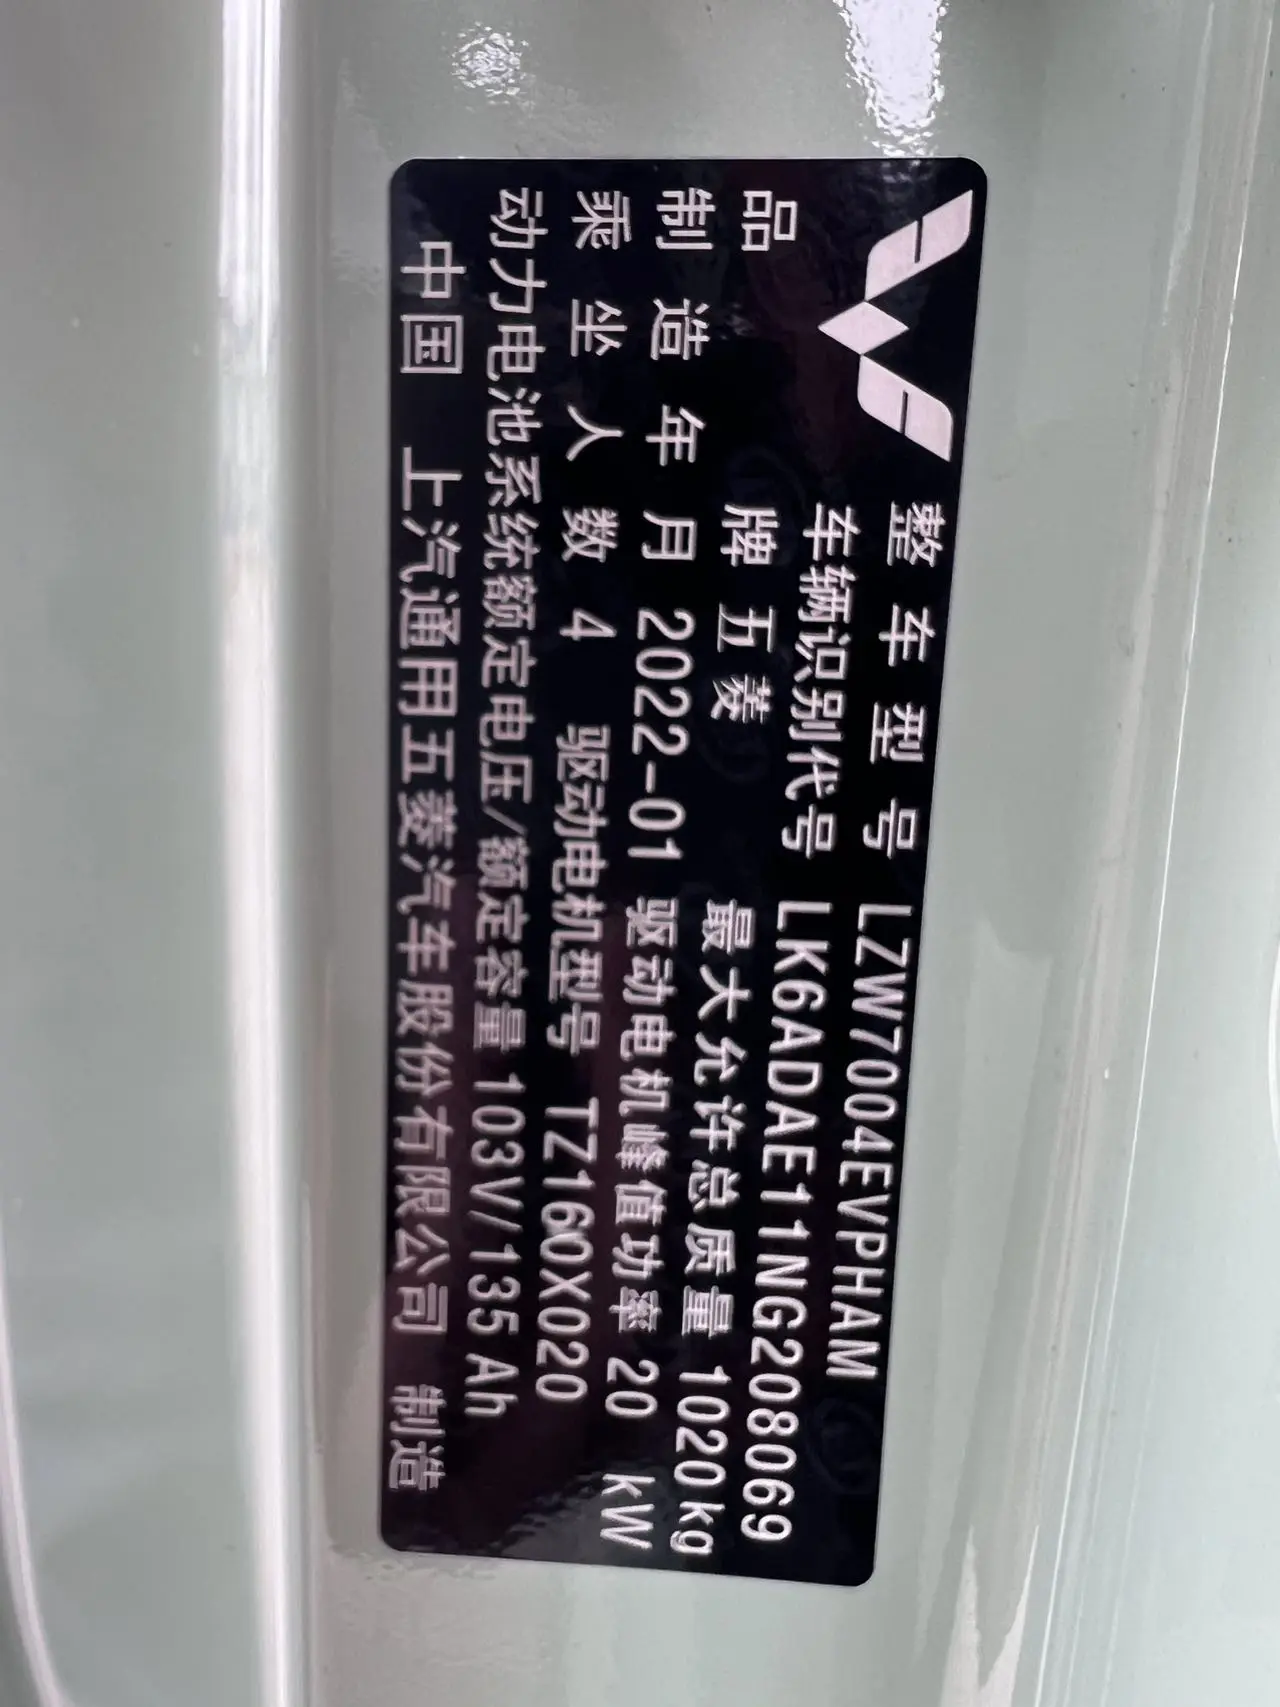 整车型号 LZW7004EVPHAM
车辆识别代号 LK6ADAE11NG208069
品牌 五菱 最大允许总质量 1020kg
制造年月 2022-01 驱动电机峰值功率 20 kW
乘坐人数 4 驱动电机型号 TZ160X020
动力电池系统额定电压/额定容量 103V/135Ah
中国 上汽通用五菱汽车股份有限公司 制造